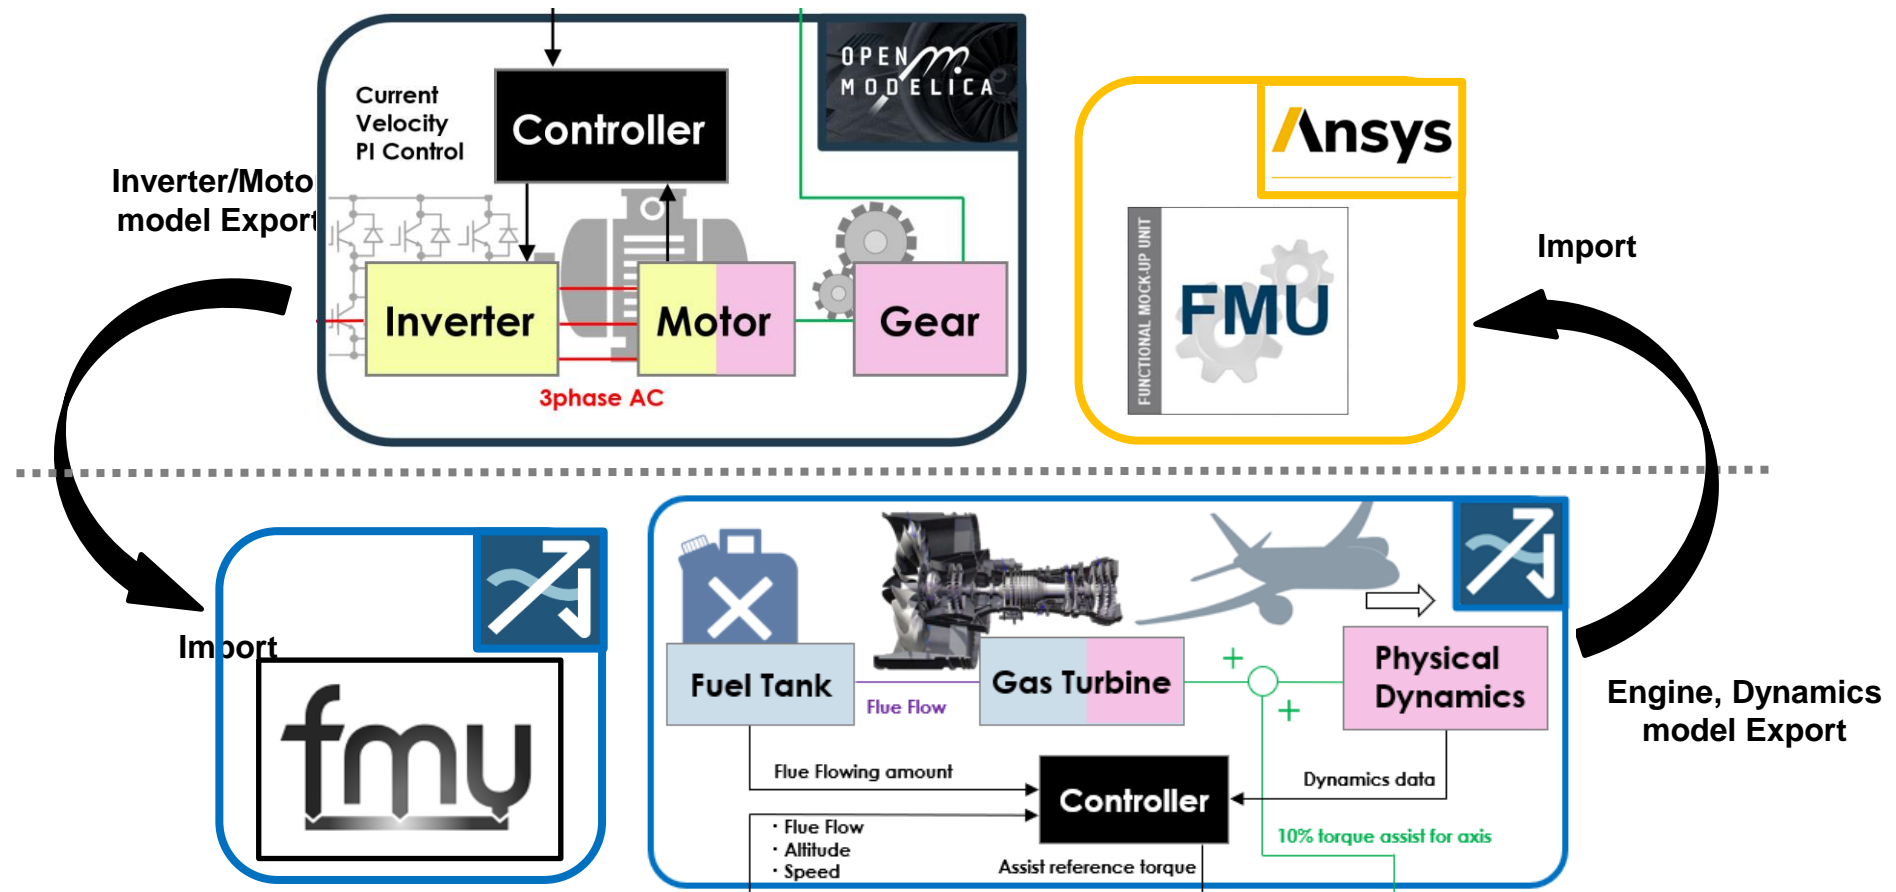 OPEN
MODELICA
Current
Velocity
PI Control
Controller
Inverter/Moto
model Export
Inverter
Motor
Gear
3phase AC
Ansys
FUNCTIONAL MOCK-UP UNIT
FMU
Import
Import
fmu
Fuel Tank
Flue Flow
Gas Turbine
+
+
Physical
Dynamics
Engine, Dynamics
model Export
Flue Flowing amount
Controller
Dynamics data
・Flue Flow
・Altitude
・Speed
Assist reference torque
10% torque assist for axis